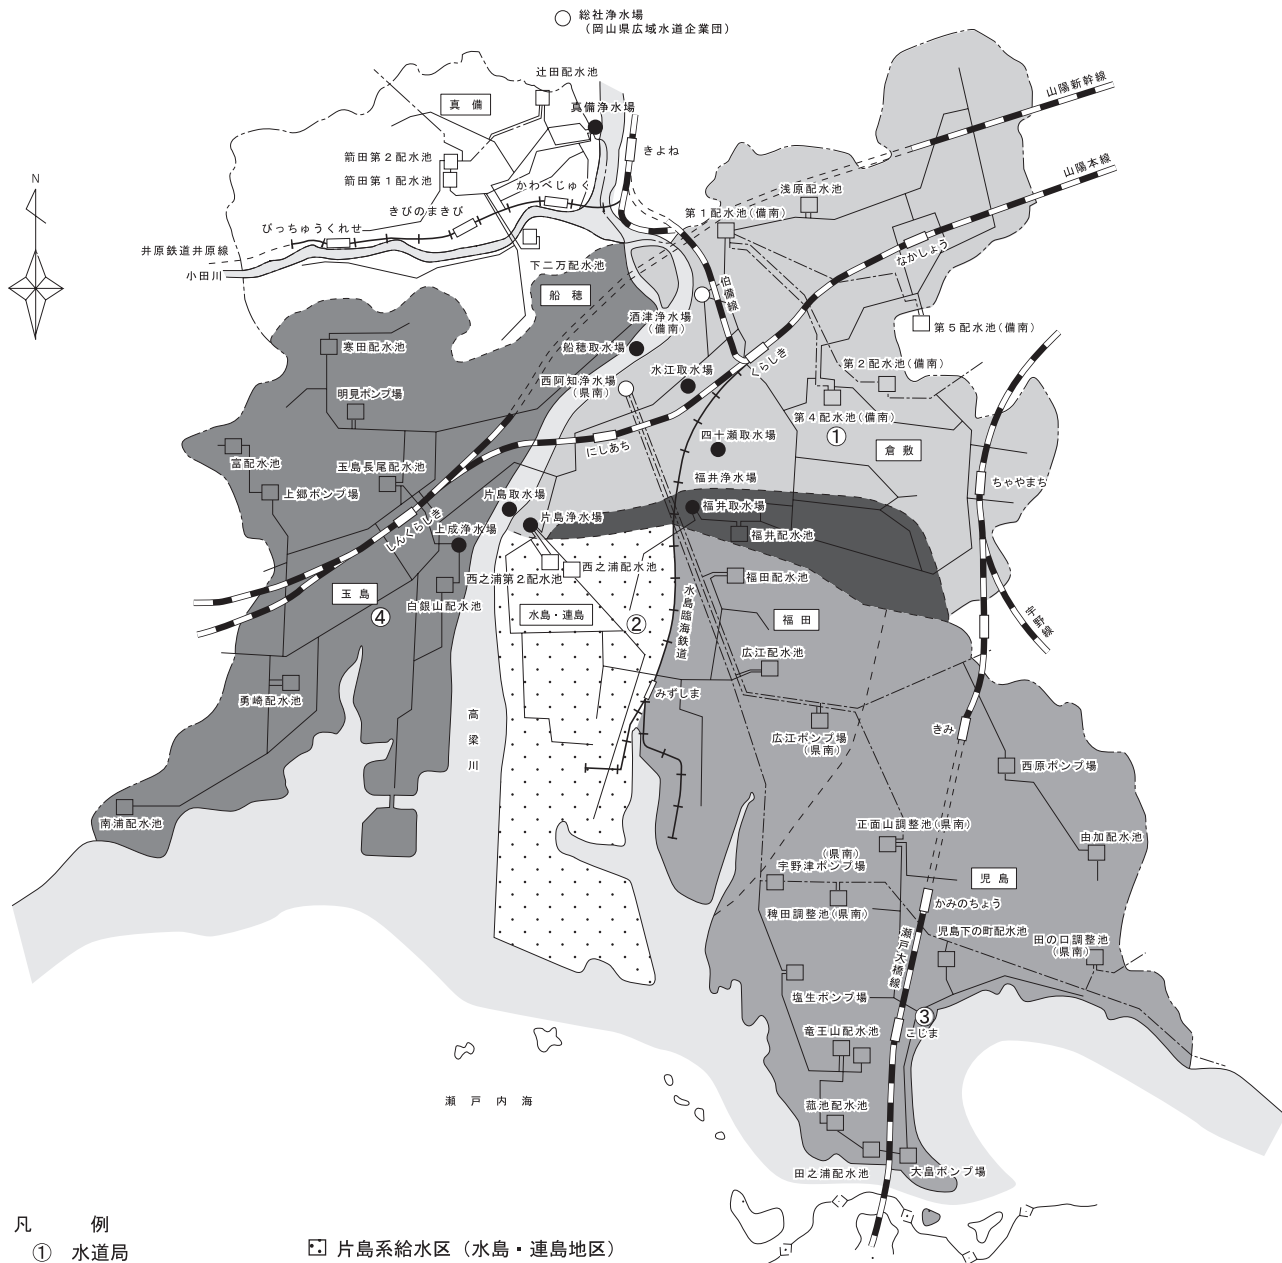 総社浄水場
（岡山県広域水道企業団）
辻田配水池
真備
真備浄水場
山陽新幹線
きよね
箭田第２配水池
箭田第１配水池
かわべじゅく
浅原配水池
山陽本線
きびのまきび
第１配水池（備南）
びっちゅうくれせ
井原鉄道井原線
小田川
なかしょう
下二万配水池
船穂
伯備線
酒津浄水場
（備南）
第５配水池（備南）
寒田配水池
船穂取水場
くらしき
水江取水場
第２配水池（備南）
西阿知浄水場
（県南）
明見ポンプ場
第４配水池（備南）
①
四十瀬取水場
にしあち
倉敷
富配水池
玉島長尾配水池
福井浄水場
ちゃやまち
上郷ポンプ場
片島取水場
福井取水場
片島浄水場
しんくらしき
上成浄水場
福井配水池
西之浦第２配水池
西之浦配水池
福田配水池
玉島
白銀山配水池
水島・連島
④
②
水島臨海鉄道
福田
宇野線
広江配水池
勇崎配水池
みずしま
高梁川
きみ
広江ポンプ場
（県南）
西原ポンプ場
南浦配水池
正面山調整池（県南）
由加配水池
（県南）
宇野津ポンプ場
児島
かみのちょう
稗田調整池（県南）
瀬戸大橋線
児島下の町配水池
田の口調整池
（県南）
塩生ポンプ場
③
こじま
竜王山配水池
瀬戸内海
菰池配水池
田之浦配水池
大畠ポンプ場
N
凡例
① 水道局
片島系給水区（水島・連島地区）